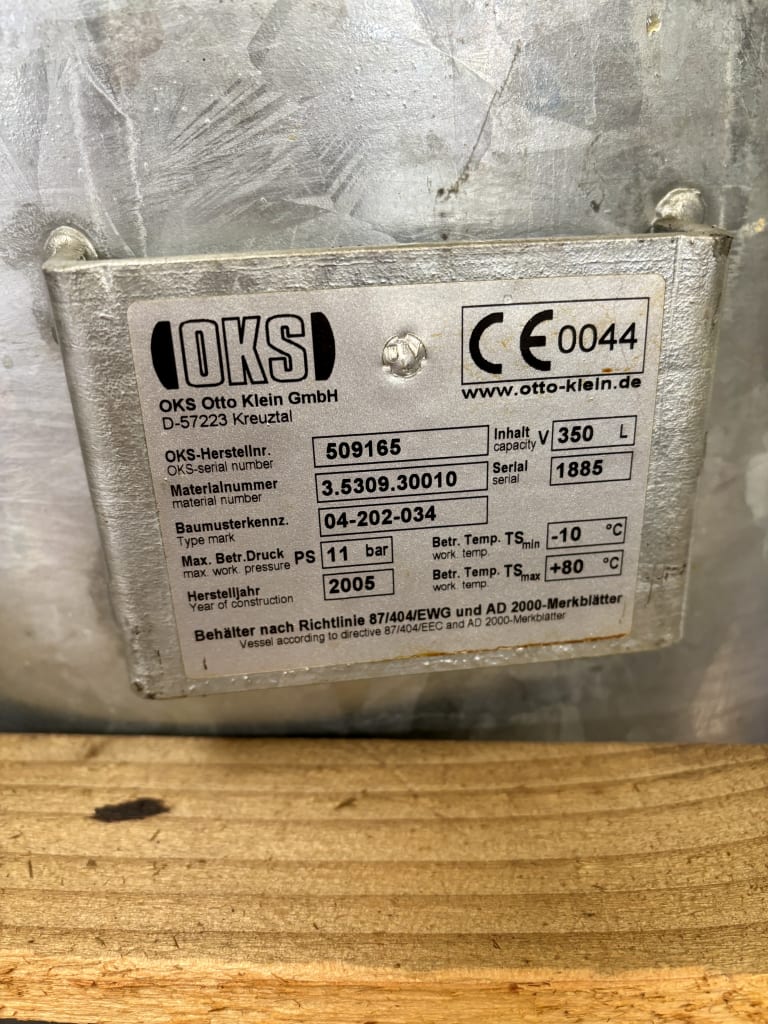 OKS
CE 0044
OKS Otto Klein GmbH
D-57223 Kreuztal
www.otto-klein.de
OKS-Herstellnr. 509165
OKS-serial number
Inhalt V 350 L
capacity
Materialnummer 3.5309.30010
material number
Serial 1885
serial
Baumusterkennz. 04-202-034
Type mark
Max. Betr.Druck PS 11 bar
max. work. pressure
Betr. Temp. TSmin -10 °C
work. temp.
Herstelljahr 2005
Year of construction
Betr. Temp. TSmax +80 °C
work. temp.
Behälter nach Richtlinie 87/404/EWG und AD 2000-Merkblätter
Vessel according to directive 87/404/EEC and AD 2000-Merkblätter